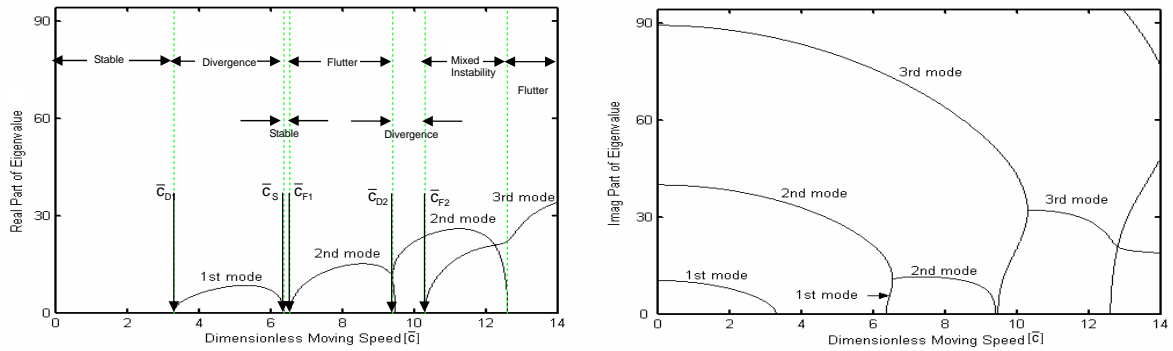 90
60
30
0
Real Part of Eigenvalue
Stable
Divergence
Flutter
Mixed
Instability
Flutter
Stable
Divergence
c̅D
c̅S
c̅F1
c̅D2
c̅F2
3rd mode
2nd mode
2nd mode
1st mode
0 2 4 6 8 10 12 14
Dimensionless Moving Speed [c̅]
90
60
30
0
Imag Part of Eigenvalue
3rd mode
2nd mode
3rd mode
1st mode
2nd mode
1st mode
0 2 4 6 8 10 12 14
Dimensionless Moving Speed [c̅]